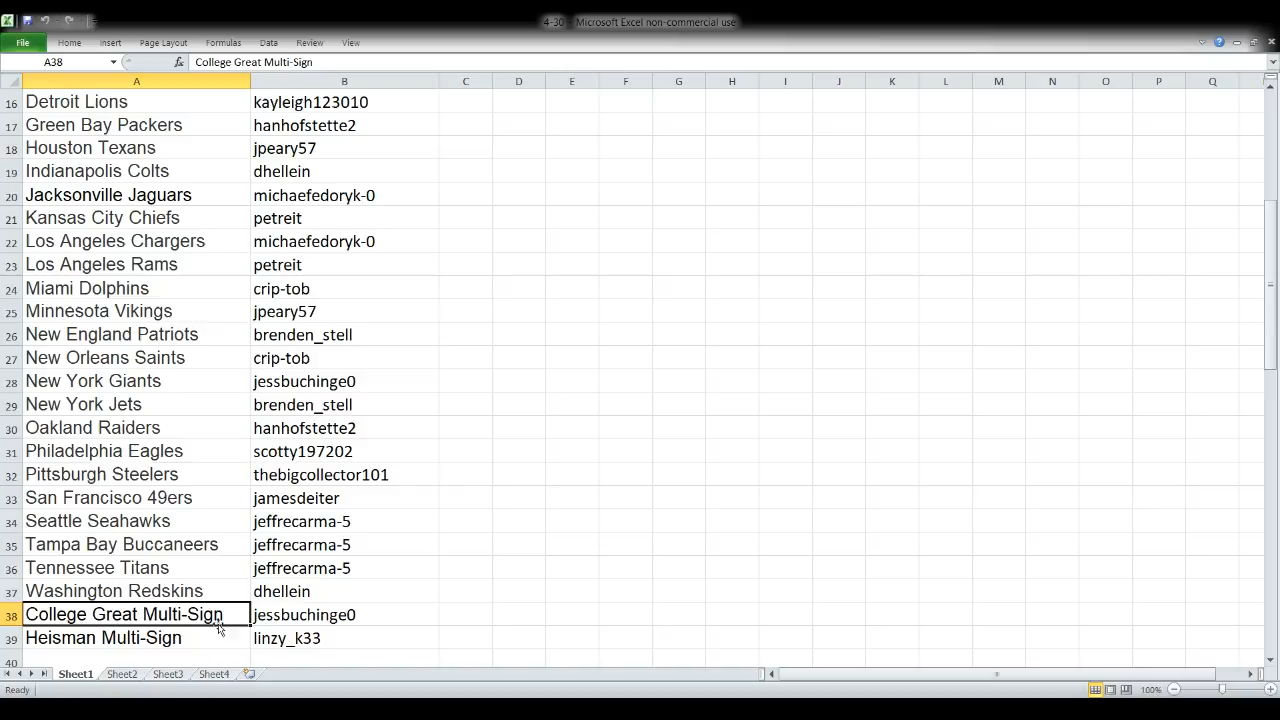 4-30 - Microsoft Excel non-commercial use
File Home Insert Page Layout Formulas Data Review View
A38 fx College Great Multi-Sign
A B C D E F G H I J K L M N O P Q
16 Detroit Lions kayleigh123010
17 Green Bay Packers hanhofstette2
18 Houston Texans jpeary57
19 Indianapolis Colts dhellein
20 Jacksonville Jaguars michaefedoryk-0
21 Kansas City Chiefs petreit
22 Los Angeles Chargers michaefedoryk-0
23 Los Angeles Rams petreit
24 Miami Dolphins crip-tob
25 Minnesota Vikings jpeary57
26 New England Patriots brenden_stell
27 New Orleans Saints crip-tob
28 New York Giants jessbuchinge0
29 New York Jets brenden_stell
30 Oakland Raiders hanhofstette2
31 Philadelphia Eagles scotty197202
32 Pittsburgh Steelers thebigcollector101
33 San Francisco 49ers jamesdeiter
34 Seattle Seahawks jeffrecarma-5
35 Tampa Bay Buccaneers jeffrecarma-5
36 Tennessee Titans jeffrecarma-5
37 Washington Redskins dhellein
38 College Great Multi-Sign jessbuchinge0
39 Heisman Multi-Sign linzy_k33
40
Sheet1 Sheet2 Sheet3 Sheet4
Ready 100%